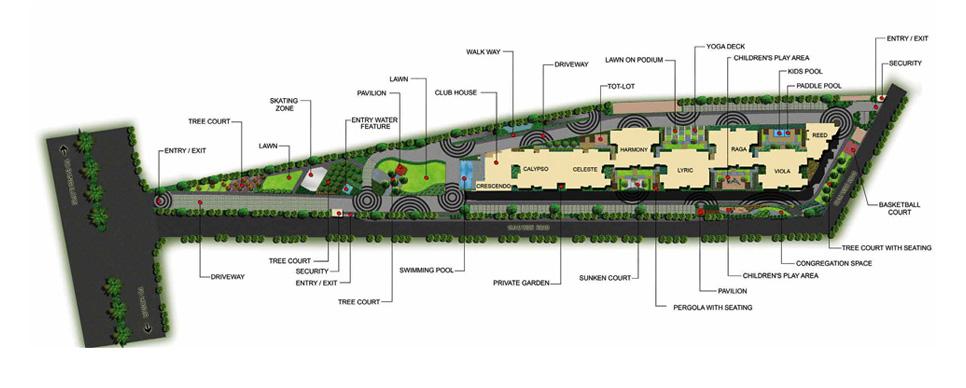 ENTRY / EXIT
YOGA DECK
WALK WAY
LAWN ON PODIUM
CHILDREN'S PLAY AREA
SECURITY
DRIVEWAY
KIDS POOL
LAWN
TOT-LOT
PADDLE POOL
PAVILION
CLUB HOUSE
SKATING
ZONE
TREE COURT
ENTRY WATER
FEATURE
LAWN
ENTRY / EXIT
HARMONY
RAGA
REED
CALYPSO
CELESTE
LYRIC
VIOLA
CRESCENDO
BASKETBALL
COURT
TREE COURT WITH SEATING
TREE COURT
SECURITY
SWIMMING POOL
CONGREGATION SPACE
DRIVEWAY
ENTRY / EXIT
PRIVATE GARDEN
SUNKEN COURT
CHILDREN'S PLAY AREA
TREE COURT
PAVILION
PERGOLA WITH SEATING